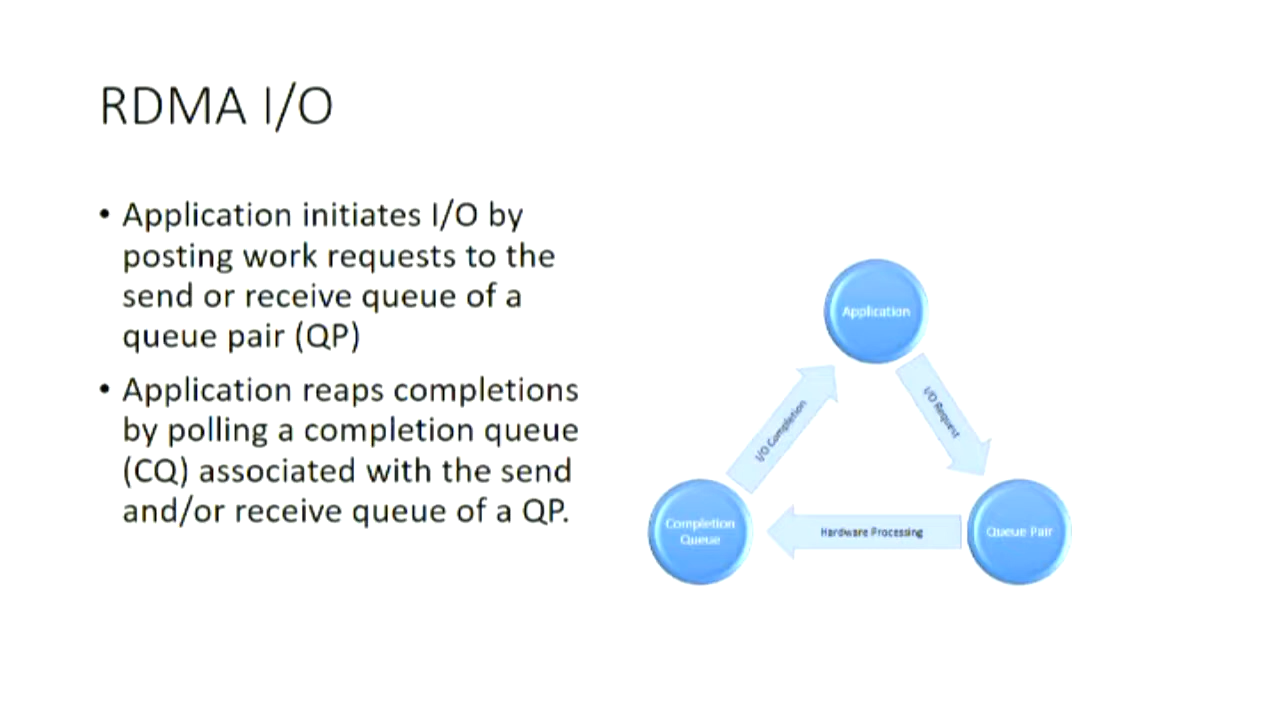 RDMA I/O
• Application initiates I/O by
posting work requests to the
send or receive queue of a
queue pair (QP)
• Application reaps completions
by polling a completion queue
(CQ) associated with the send
and/or receive queue of a QP.
Application
I/O Request
I/O Completion
Completion
Queue
Hardware Processing
Queue Pair